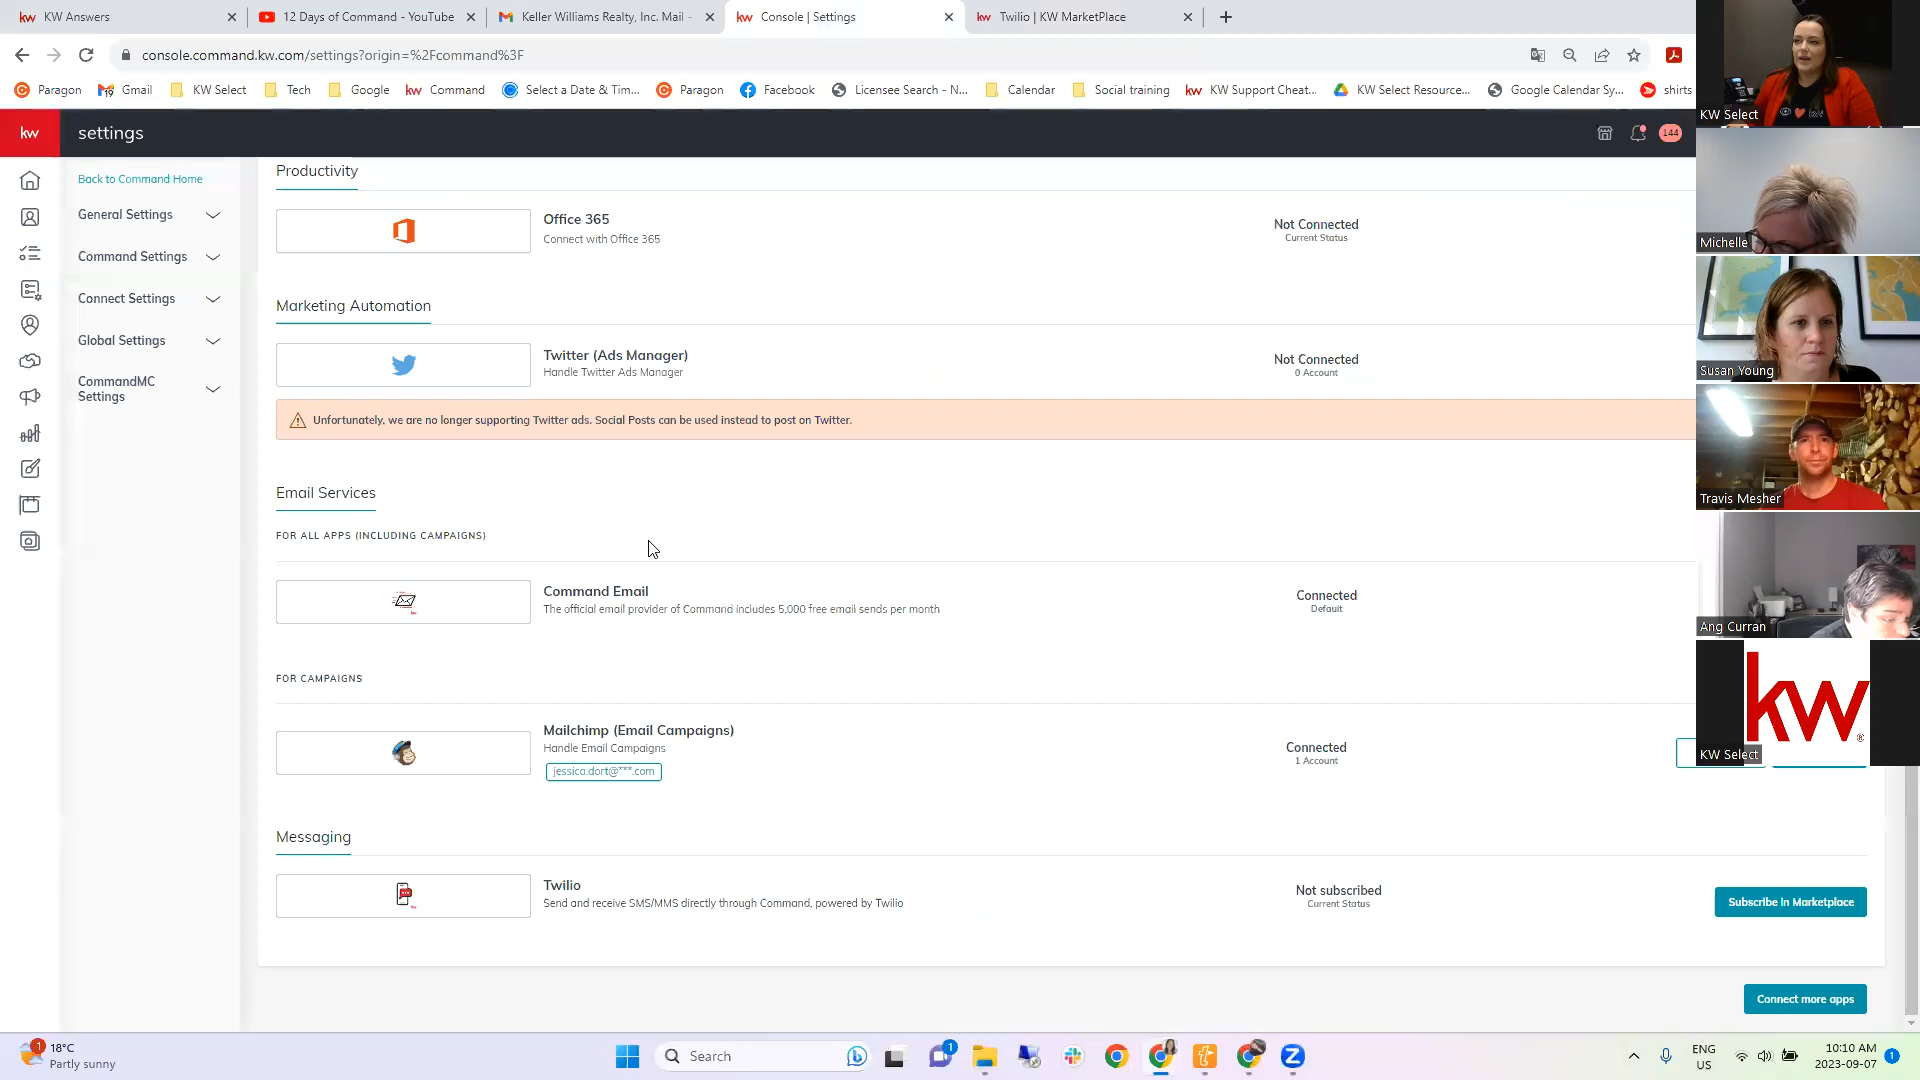 KW Answers
12 Days of Command - YouTube
Keller Williams Realty, Inc. Mail -
Console | Settings
Twilio | KW MarketPlace
console.command.kw.com/settings?origin=%2Fcommand%3F
Paragon
Gmail
KW Select
Tech
Google
Command
Select a Date & Tim...
Paragon
Facebook
Licensee Search - N...
Calendar
Social training
KW Support Cheat...
KW Select Resource...
Google Calendar Sy...
shirts
kw
settings
144
Back to Command Home
General Settings
Command Settings
Connect Settings
Global Settings
CommandMC
Settings
Productivity
Office 365
Connect with Office 365
Not Connected
Current Status
Marketing Automation
Twitter (Ads Manager)
Handle Twitter Ads Manager
Not Connected
0 Account
Unfortunately, we are no longer supporting Twitter ads. Social Posts can be used instead to post on Twitter.
Email Services
FOR ALL APPS (INCLUDING CAMPAIGNS)
Command Email
The official email provider of Command includes 5,000 free email sends per month
Connected
Default
FOR CAMPAIGNS
Mailchimp (Email Campaigns)
Handle Email Campaigns
jessica.dort@***.com
Connected
1 Account
Messaging
Twilio
Send and receive SMS/MMS directly through Command, powered by Twilio
Not subscribed
Current Status
Subscribe in Marketplace
Connect more apps
KW Select
Michelle
Susan Young
Travis Mesher
Ang Curran
kw
KW Select
1
18°C
Partly sunny
Search
1
ENG
US
10:10 AM
2023-09-07
1